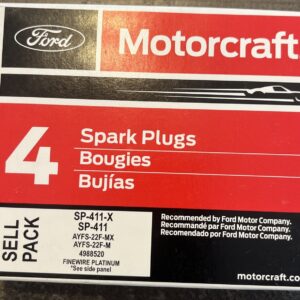 Ford
Motorcraft
4
Spark Plugs
Bougies
Bujías
SELL
PACK
SP-411-X
SP-411
AYFS-22F-MX
AYFS-22F-M
4988520
FINEWIRE PLATINUM
*See side panel
Recommended by Ford Motor Company.
Recommandé par Ford Motor Company.
Recomendado por Ford Motor Company.
motorcraft.co